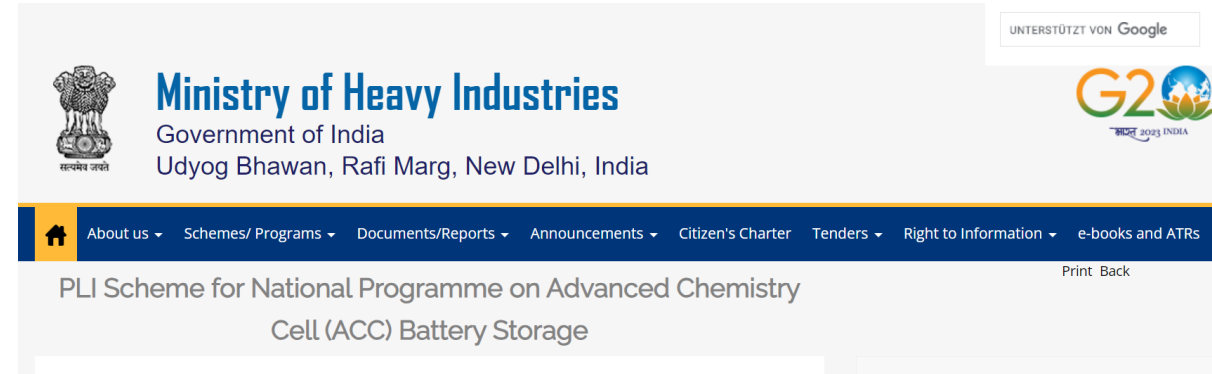 UNTERSTÜTZT VON Google
Ministry of Heavy Industries
Government of India
Udyog Bhawan, Rafi Marg, New Delhi, India
सत्यमेव जयते
G20
भारत 2023 INDIA
About us Schemes/ Programs Documents/Reports Announcements Citizen's Charter Tenders Right to Information e-books and ATRs
Print Back
PLI Scheme for National Programme on Advanced Chemistry
Cell (ACC) Battery Storage